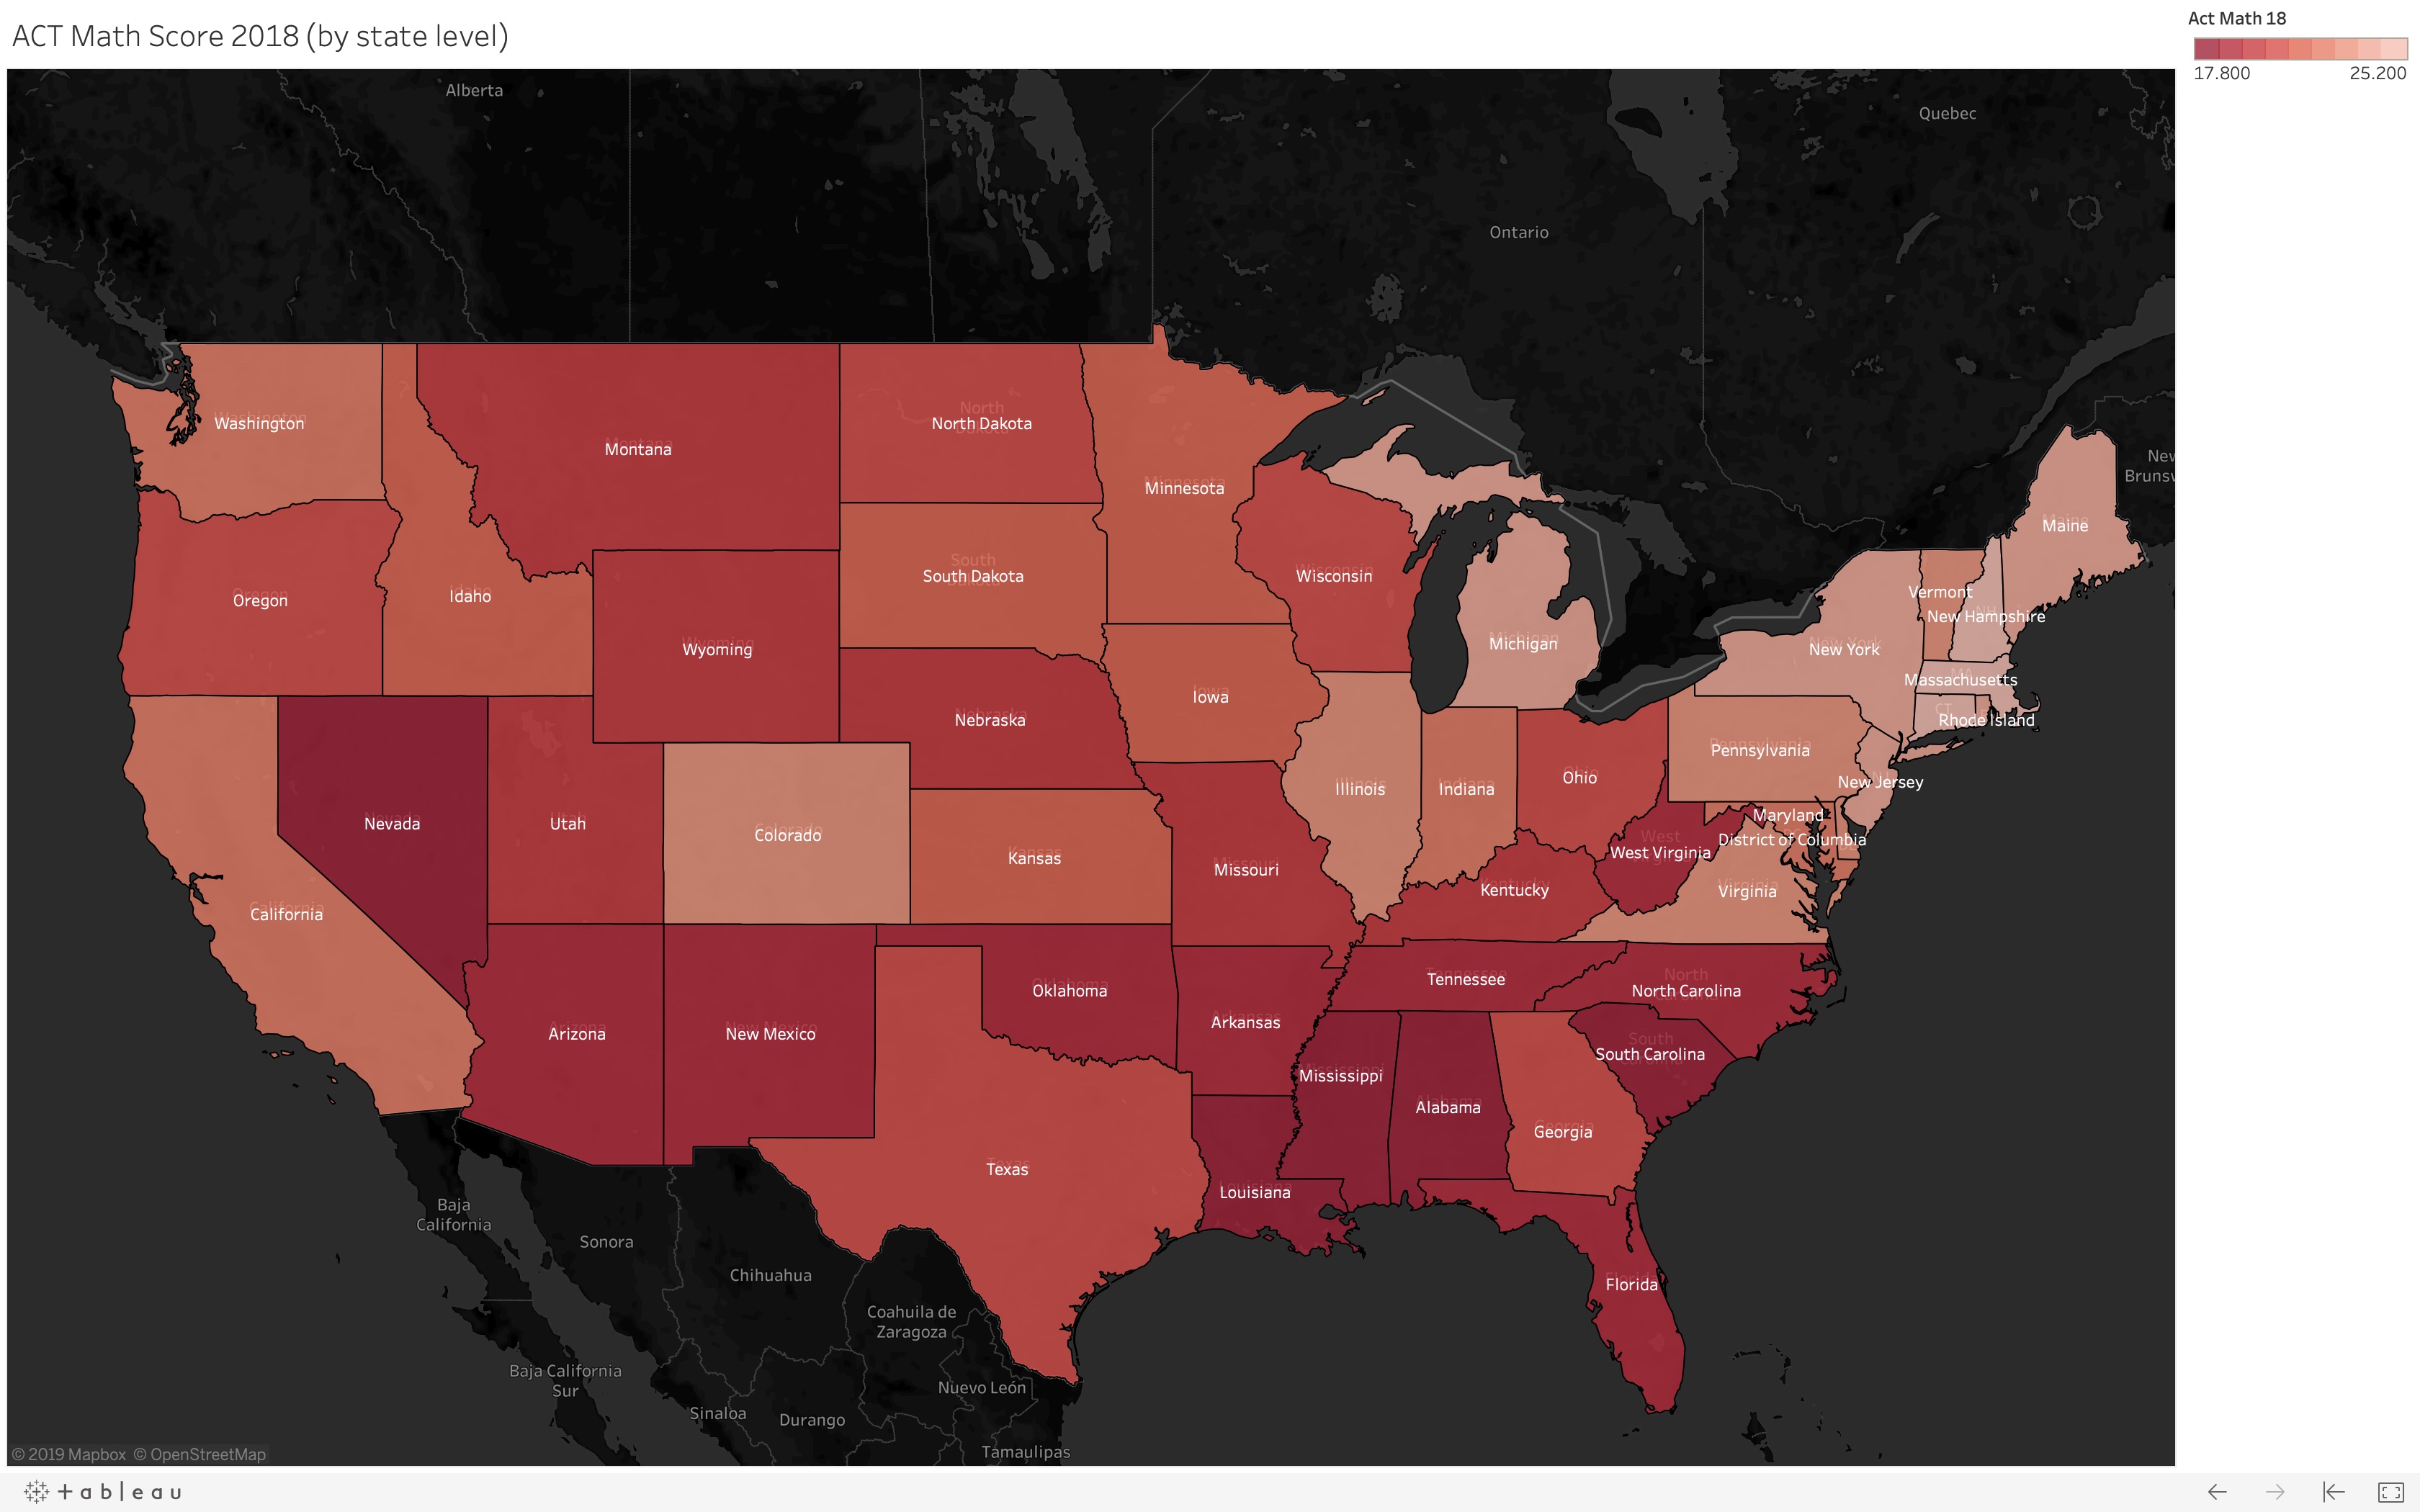 ACT Math Score 2018 (by state level)
Act Math 18
17.800 25.200
Alberta
Quebec
Ontario
New
Brunsw
Washington
Montana
North Dakota
Minnesota
Maine
Oregon
Idaho
South Dakota
Wisconsin
Vermont
New Hampshire
NH
Wyoming
Michigan
New York
MA
Massachusetts
Iowa
CT
Rhode Island
Nebraska
Pennsylvania
Ohio
New Jersey
Illinois
Indiana
Nevada
Utah
Colorado
Maryland
District of Columbia
Kansas
West Virginia
Missouri
Kentucky
Virginia
California
Tennessee
Oklahoma
North Carolina
Arkansas
Arizona
New Mexico
South Carolina
Mississippi
Alabama
Georgia
Texas
Louisiana
Florida
Baja
California
Sonora
Chihuahua
Coahuila de
Zaragoza
Baja California
Sur
Nuevo León
Sinaloa
Durango
Tamaulipas
© 2019 Mapbox © OpenStreetMap
+ a b l e a u